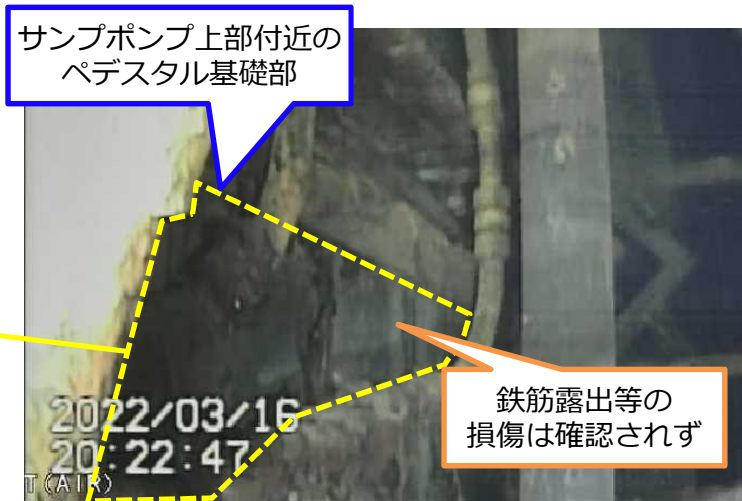 サンプポンプ上部付近の
ペデスタル基礎部
鉄筋露出等の
損傷は確認されず
2022/03/16
20:22:47
T(AIR)